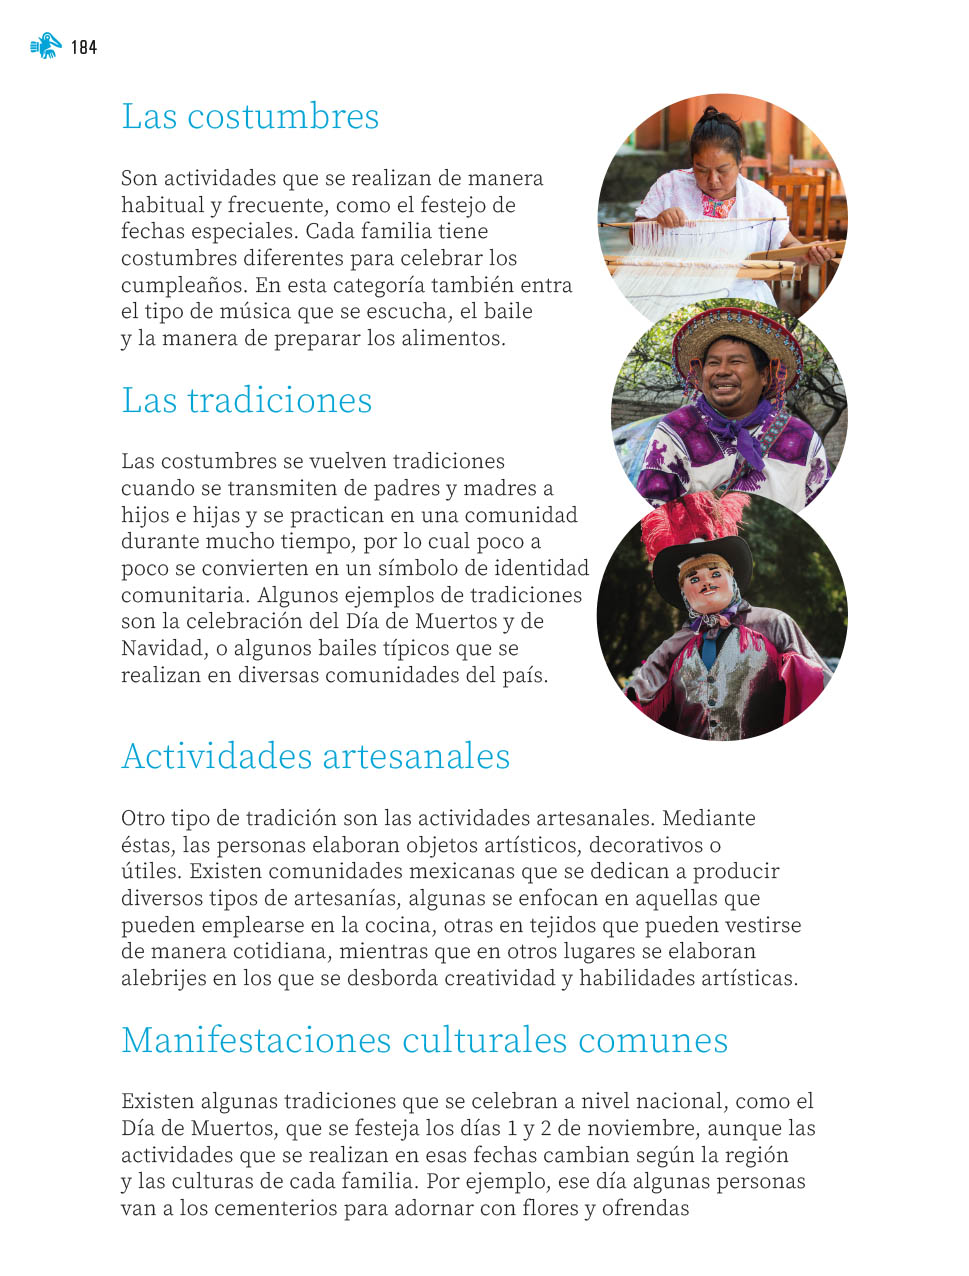 184
Las costumbres
Son actividades que se realizan de manera
habitual y frecuente, como el festejo de
fechas especiales. Cada familia tiene
costumbres diferentes para celebrar los
cumpleaños. En esta categoría también entra
el tipo de música que se escucha, el baile
y la manera de preparar los alimentos.
Las tradiciones
Las costumbres se vuelven tradiciones
cuando se transmiten de padres y madres a
hijos e hijas y se practican en una comunidad
durante mucho tiempo, por lo cual poco a
poco se convierten en un símbolo de identidad
comunitaria. Algunos ejemplos de tradiciones
son la celebración del Día de Muertos y de
Navidad, o algunos bailes típicos que se
realizan en diversas comunidades del país.
Actividades artesanales
Otro tipo de tradición son las actividades artesanales. Mediante
éstas, las personas elaboran objetos artísticos, decorativos o
útiles. Existen comunidades mexicanas que se dedican a producir
diversos tipos de artesanías, algunas se enfocan en aquellas que
pueden emplearse en la cocina, otras en tejidos que pueden vestirse
de manera cotidiana, mientras que en otros lugares se elaboran
alebrijes en los que se desborda creatividad y habilidades artísticas.
Manifestaciones culturales comunes
Existen algunas tradiciones que se celebran a nivel nacional, como el
Día de Muertos, que se festeja los días 1 y 2 de noviembre, aunque las
actividades que se realizan en esas fechas cambian según la región
y las culturas de cada familia. Por ejemplo, ese día algunas personas
van a los cementerios para adornar con flores y ofrendas